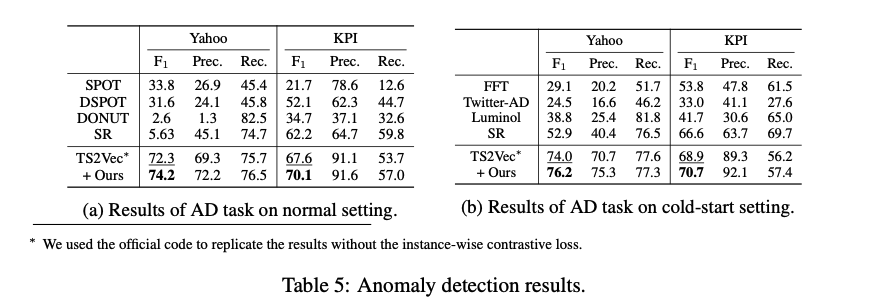 Yahoo KPI
F1 Prec. Rec. F1 Prec. Rec.
SPOT 33.8 26.9 45.4 21.7 78.6 12.6
DSPOT 31.6 24.1 45.8 52.1 62.3 44.7
DONUT 2.6 1.3 82.5 34.7 37.1 32.6
SR 5.63 45.1 74.7 62.2 64.7 59.8
TS2Vec* 72.3 69.3 75.7 67.6 91.1 53.7
+ Ours 74.2 72.2 76.5 70.1 91.6 57.0
(a) Results of AD task on normal setting.
Yahoo KPI
F1 Prec. Rec. F1 Prec. Rec.
FFT 29.1 20.2 51.7 53.8 47.8 61.5
Twitter-AD 24.5 16.6 46.2 33.0 41.1 27.6
Luminol 38.8 25.4 81.8 41.7 30.6 65.0
SR 52.9 40.4 76.5 66.6 63.7 69.7
TS2Vec* 74.0 70.7 77.6 68.9 89.3 56.2
+ Ours 76.2 75.3 77.3 70.7 92.1 57.4
(b) Results of AD task on cold-start setting.
* We used the official code to replicate the results without the instance-wise contrastive loss.
Table 5: Anomaly detection results.